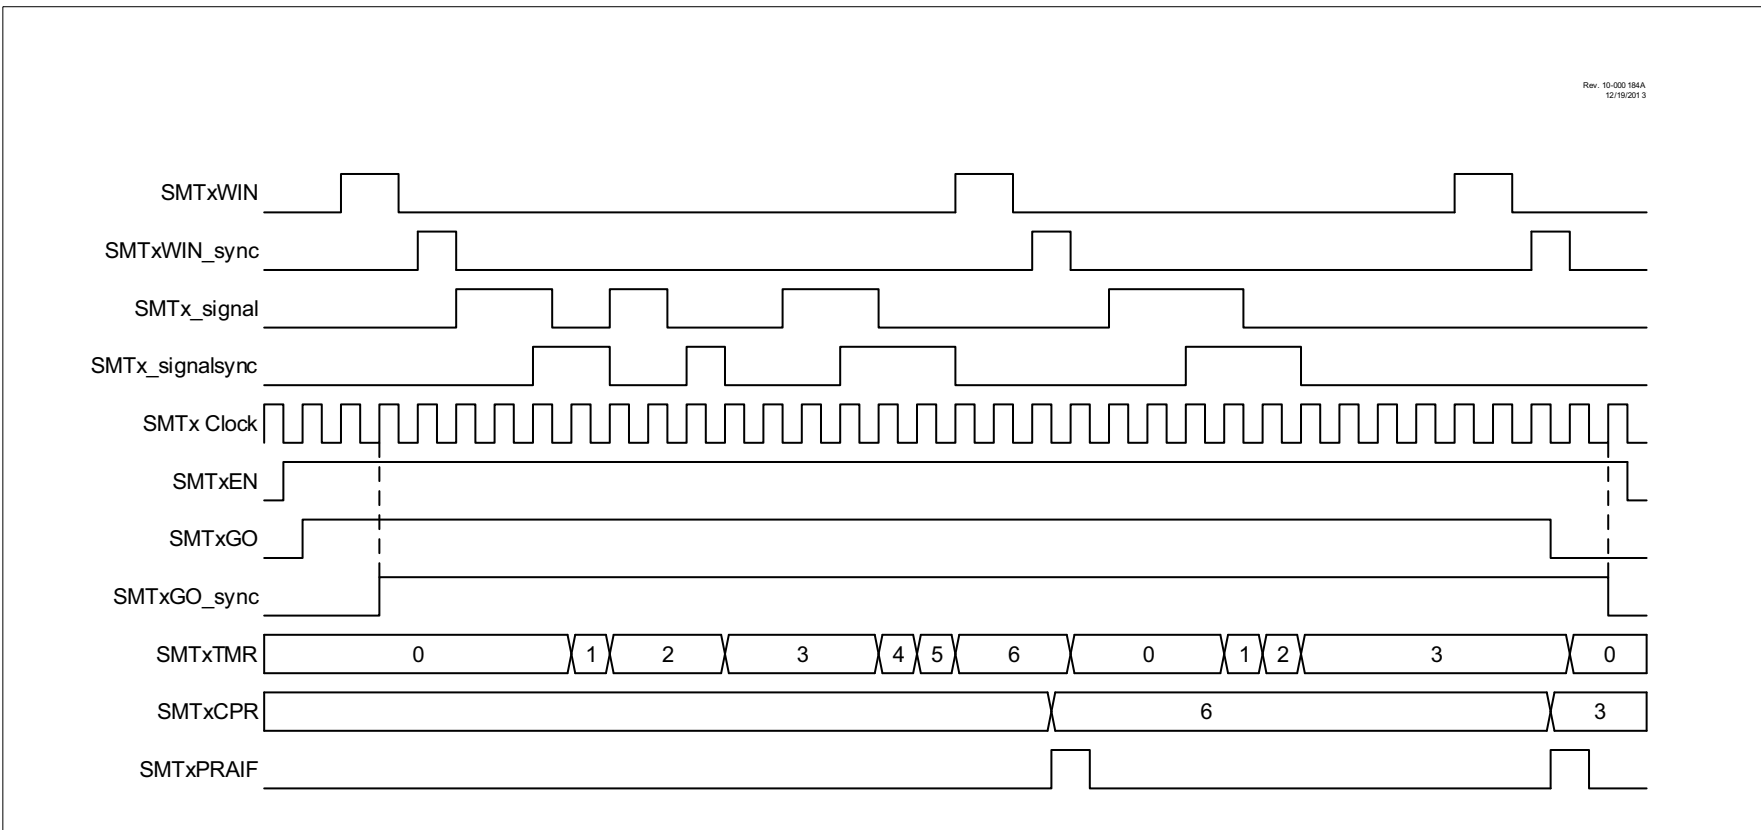 Rev. 10-000 184A
12/19/201 3
SMTxWIN
SMTxWIN_sync
SMTx_signal
SMTx_signalsync
SMTx Clock
SMTxEN
SMTxGO
SMTxGO_sync
SMTxTMR 0 1 2 3 4 5 6 0 1 2 3 0
SMTxCPR 6 3
SMTxPRAIF